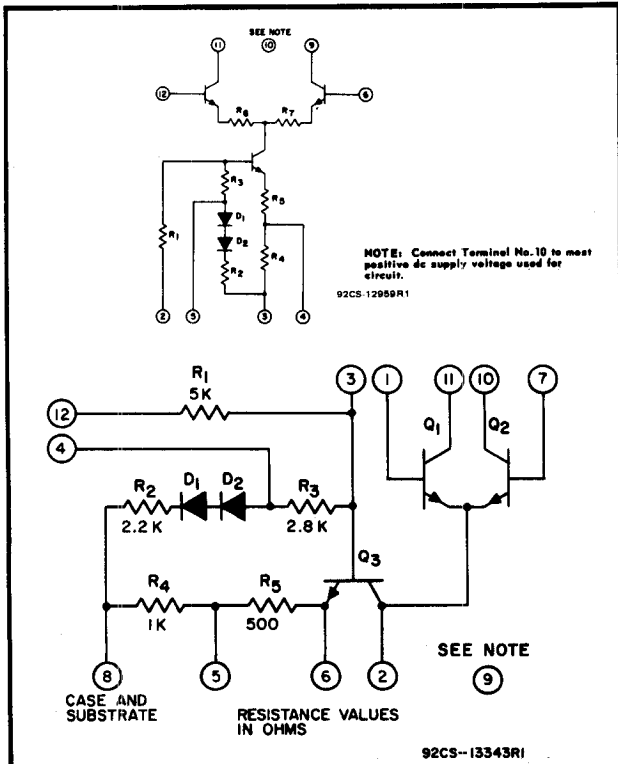 SEE NOTE
11 10 9
12 6
R6 R7
R3
R5
R1 D1
D2 R4
R2
2 5 3 4
NOTE: Connect Terminal No. 10 to most
positive dc supply voltage used for
circuit.
92CS-12959R1
R1 3 1 11 10 7
12 5K
4 Q1 Q2
R2 D1 D2 R3
2.2 K 2.8 K
Q3
R4 R5
1K 500
8 5 6 2
SEE NOTE
9
CASE AND
SUBSTRATE
RESISTANCE VALUES
IN OHMS
92CS--13343R1